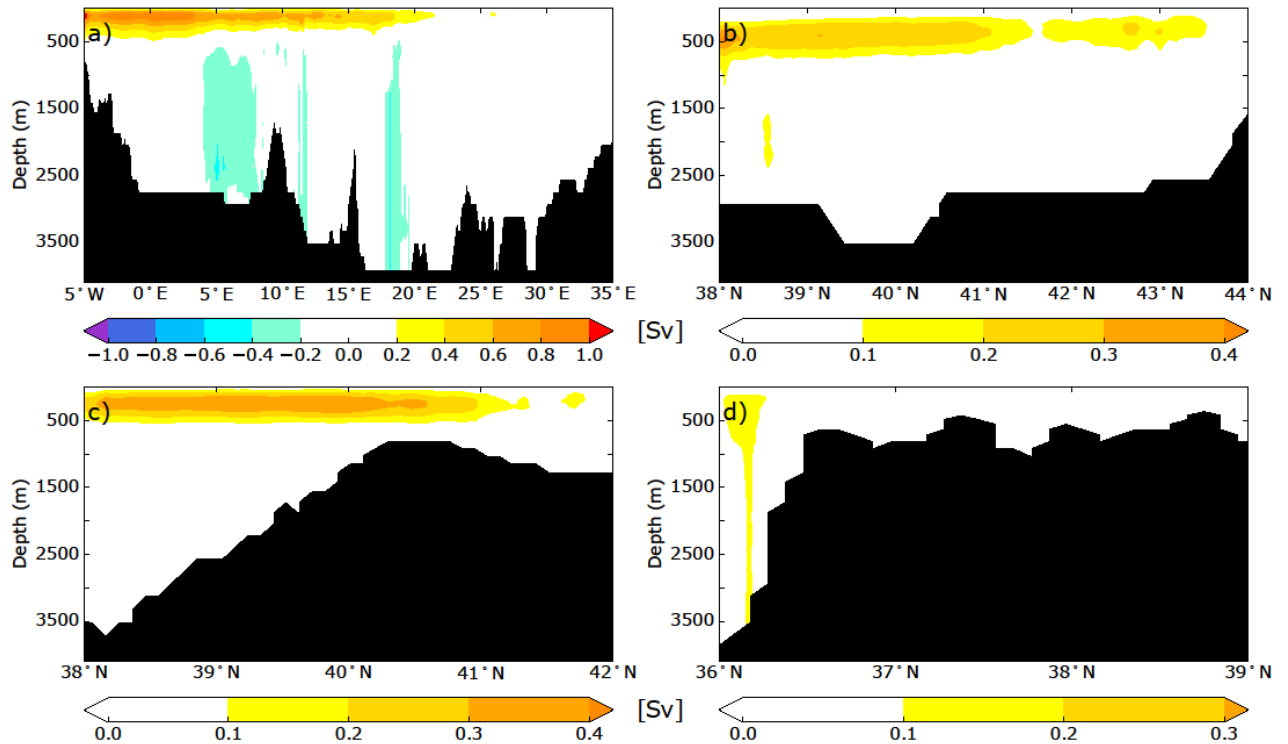 a)
500
1500
2500
3500
Depth (m)
5°W 0°E 5°E 10°E 15°E 20°E 25°E 30°E 35°E
−1.0 −0.8 −0.6 −0.4 −0.2 0.0 0.2 0.4 0.6 0.8 1.0
[Sv]
b)
500
1500
2500
3500
Depth (m)
38°N 39°N 40°N 41°N 42°N 43°N 44°N
0.0 0.1 0.2 0.3 0.4
c)
500
1500
2500
3500
Depth (m)
38°N 39°N 40°N 41°N 42°N
0.0 0.1 0.2 0.3 0.4
[Sv]
d)
500
1500
2500
3500
Depth (m)
36°N 37°N 38°N 39°N
0.0 0.1 0.2 0.3